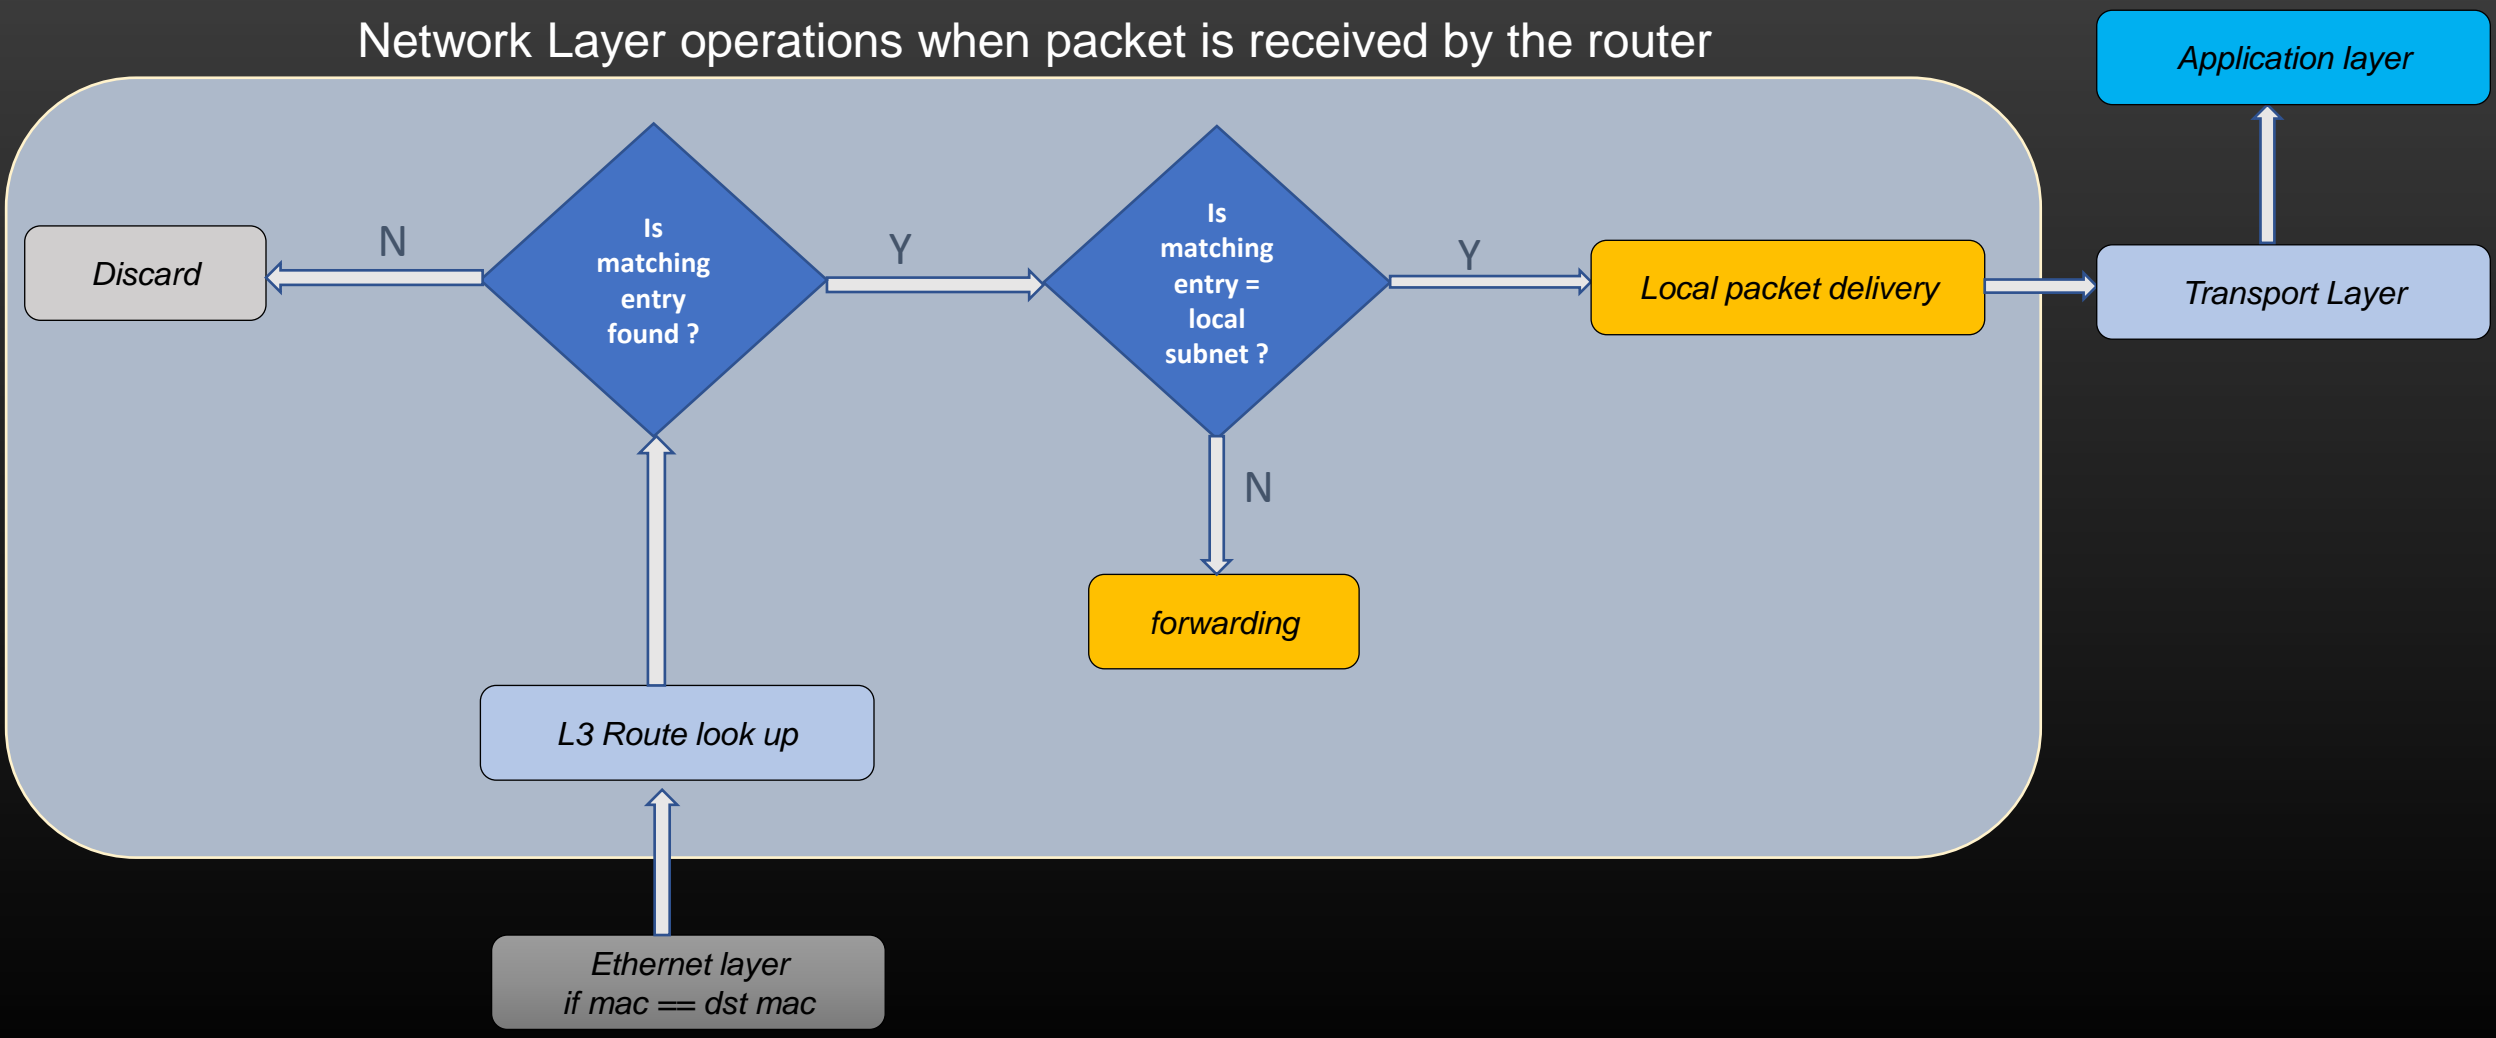 Network Layer operations when packet is received by the router
Application layer
Is
matching
entry
found ?
Is
matching
entry =
local
subnet ?
N
Y
Y
Discard
Local packet delivery
Transport Layer
N
forwarding
L3 Route look up
Ethernet layer
if mac == dst mac